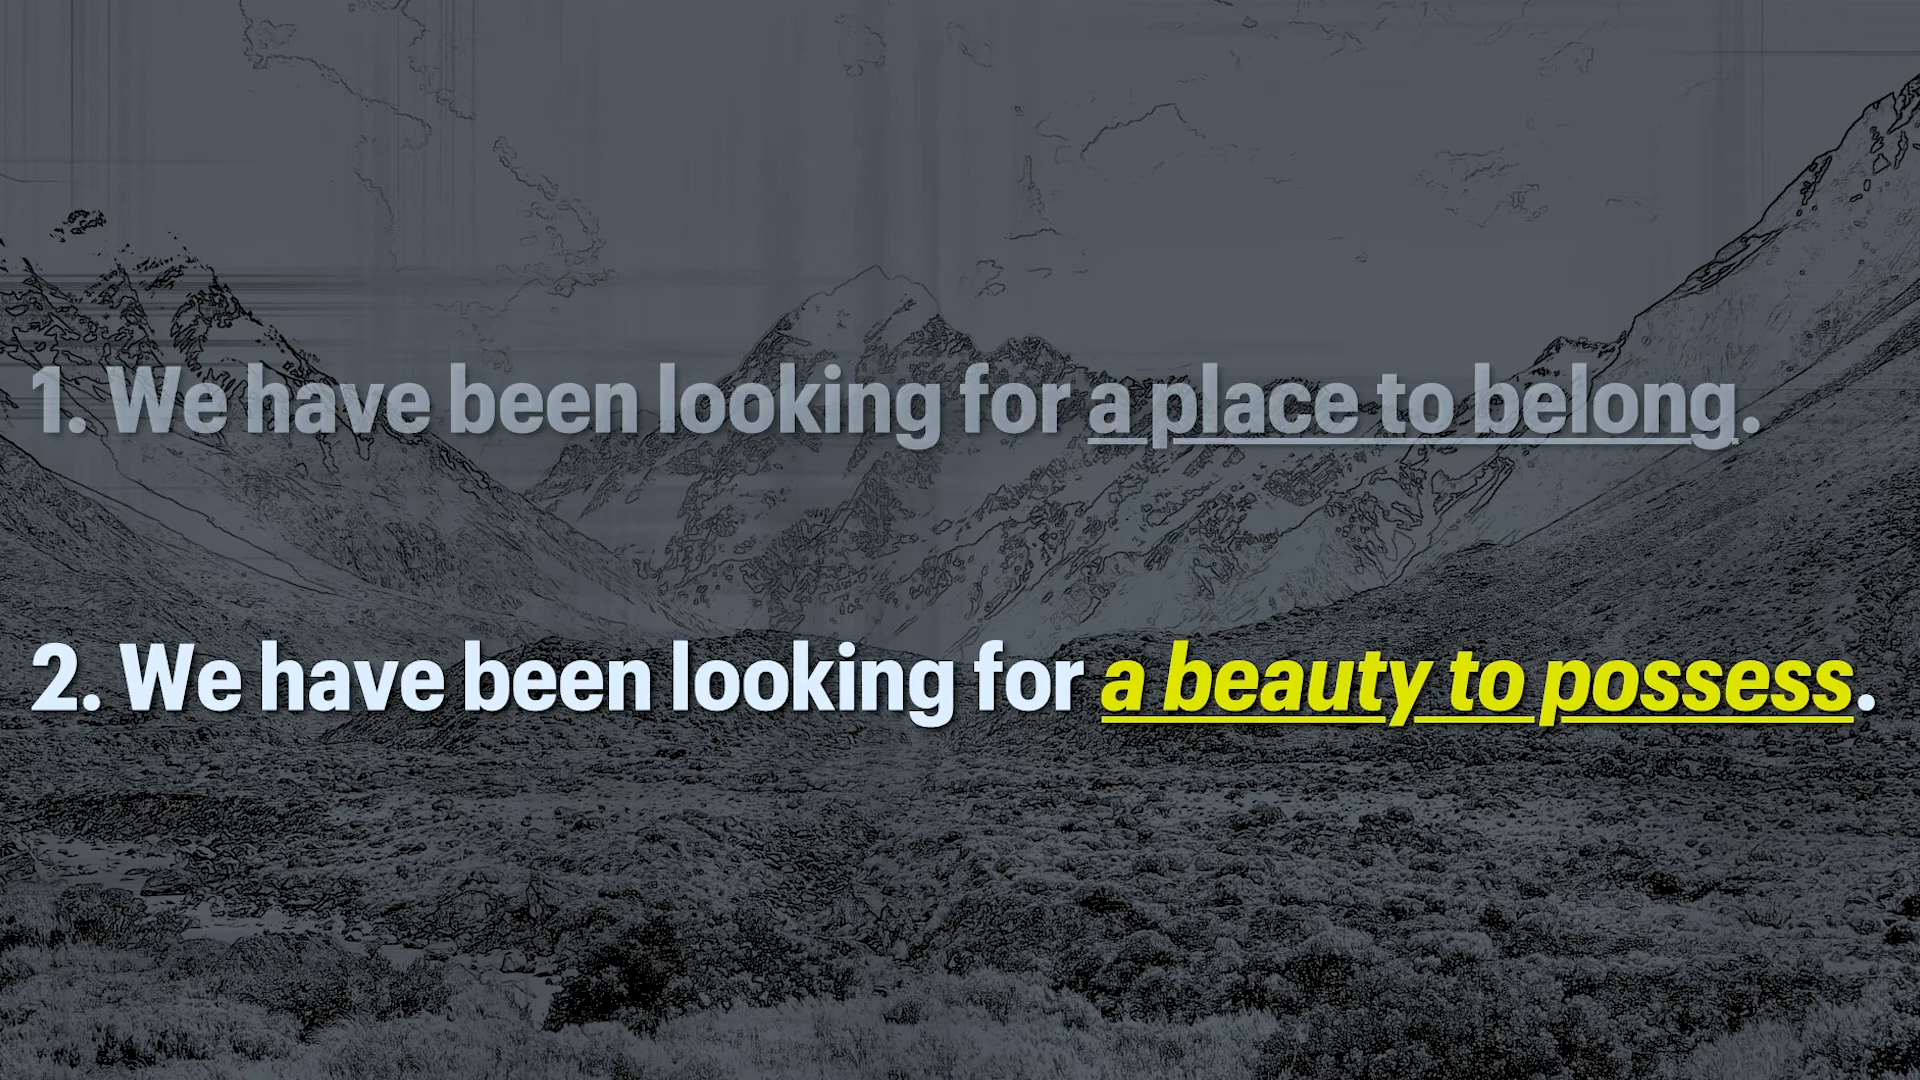 1. We have been looking for a place to belong.
2. We have been looking for a beauty to possess.